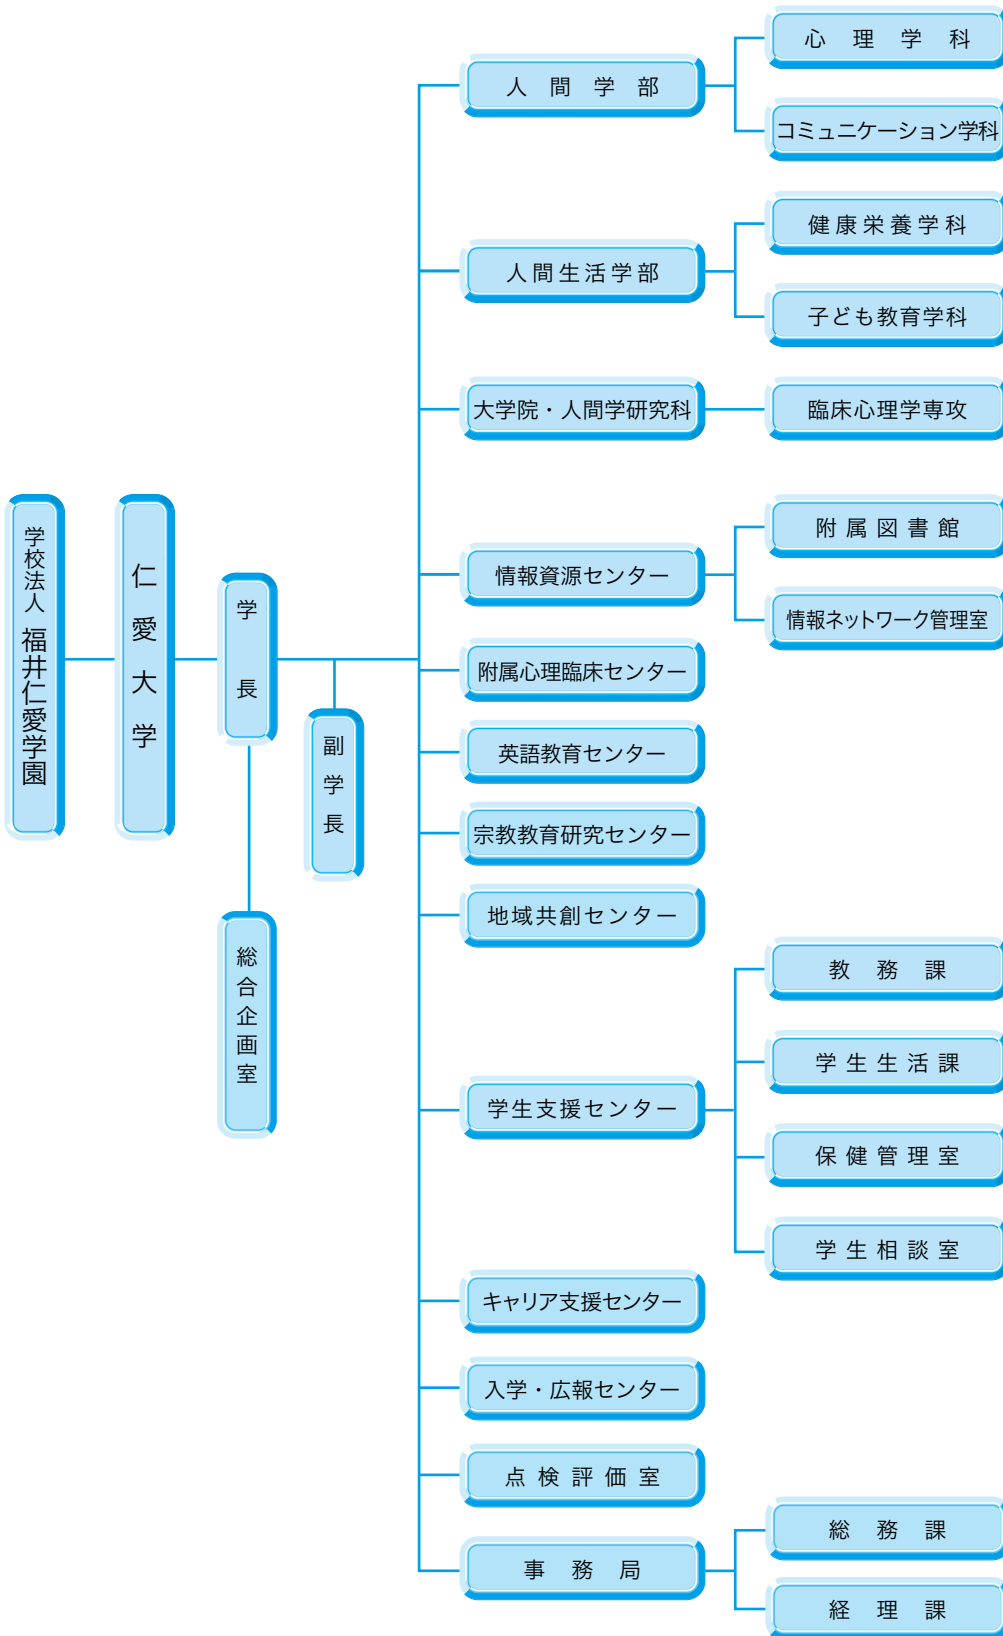 学校法人 福井仁愛学園
仁愛大学
学長
副学長
総合企画室
人間学部
心理学科
コミュニケーション学科
人間生活学部
健康栄養学科
子ども教育学科
大学院・人間学研究科
臨床心理学専攻
情報資源センター
附属図書館
情報ネットワーク管理室
附属心理臨床センター
英語教育センター
宗教教育研究センター
地域共創センター
学生支援センター
教務課
学生生活課
保健管理室
学生相談室
キャリア支援センター
入学・広報センター
点検評価室
事務局
総務課
経理課